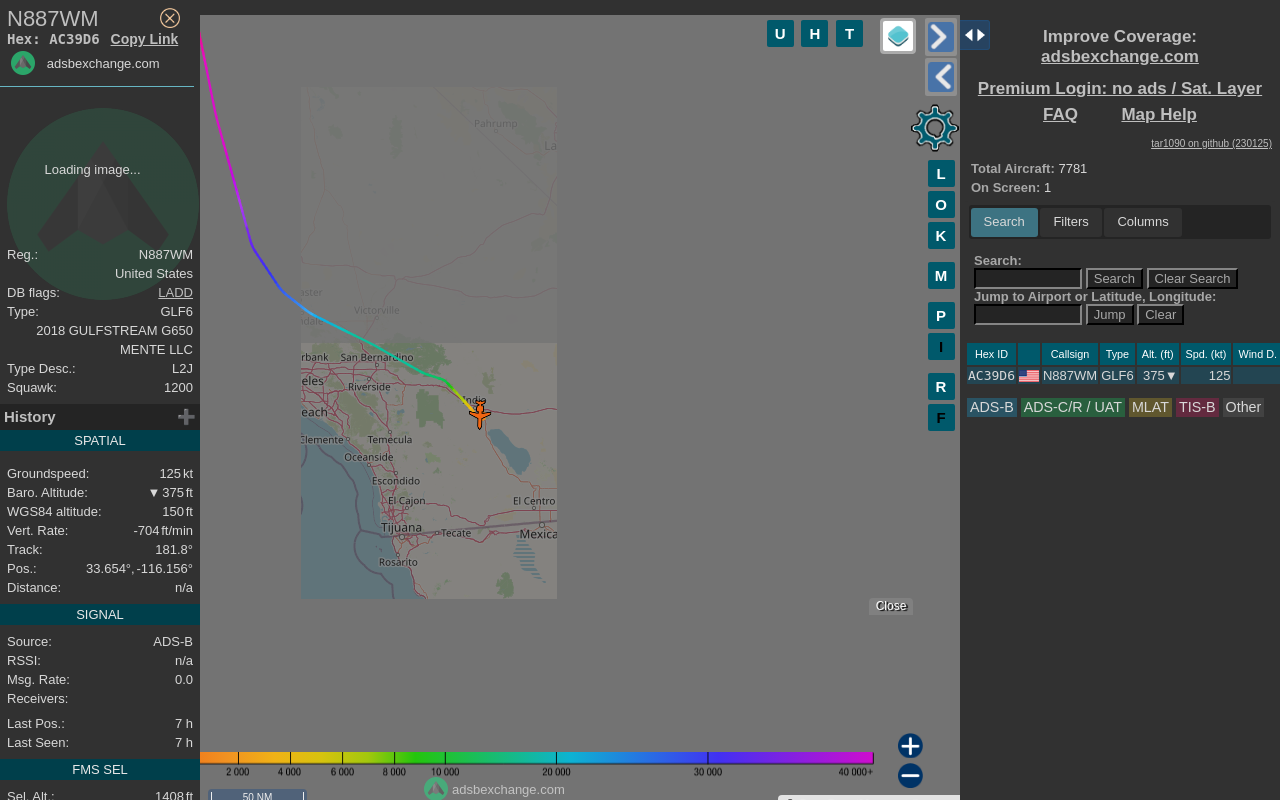 N887WM
Hex: AC39D6 Copy Link
adsbexchange.com
Loading image...
Reg.: N887WM
United States
DB flags: LADD
Type: GLF6
2018 GULFSTREAM G650
MENTE LLC
Type Desc.: L2J
Squawk: 1200
History
SPATIAL
Groundspeed: 125 kt
Baro. Altitude: ▼ 375 ft
WGS84 altitude: 150 ft
Vert. Rate: -704 ft/min
Track: 181.8°
Pos.: 33.654°, -116.156°
Distance: n/a
SIGNAL
Source: ADS-B
RSSI: n/a
Msg. Rate: 0.0
Receivers:
Last Pos.: 7 h
Last Seen: 7 h
FMS SEL
Sel. Alt.: 1408 ft
U H T
L
O
K
M
P
I
R
F
Pahrump
La
Victorville
San Bernardino
Riverside
Indio
Clemente
Temecula
Oceanside
Escondido
El Cajon
El Centro
Tijuana
Tecate
Mexica
Rosarito
Close
2 000 4 000 6 000 8 000 10 000 20 000 30 000 40 000+
adsbexchange.com
50 NM
Improve Coverage:
adsbexchange.com
Premium Login: no ads / Sat. Layer
FAQ Map Help
tar1090 on github (230125)
Total Aircraft: 7781
On Screen: 1
Search Filters Columns
Search:
Search Clear Search
Jump to Airport or Latitude, Longitude:
Jump Clear
Hex ID Callsign Type Alt. (ft) Spd. (kt) Wind D.
AC39D6 N887WM GLF6 375▼ 125
ADS-B ADS-C/R / UAT MLAT TIS-B Other